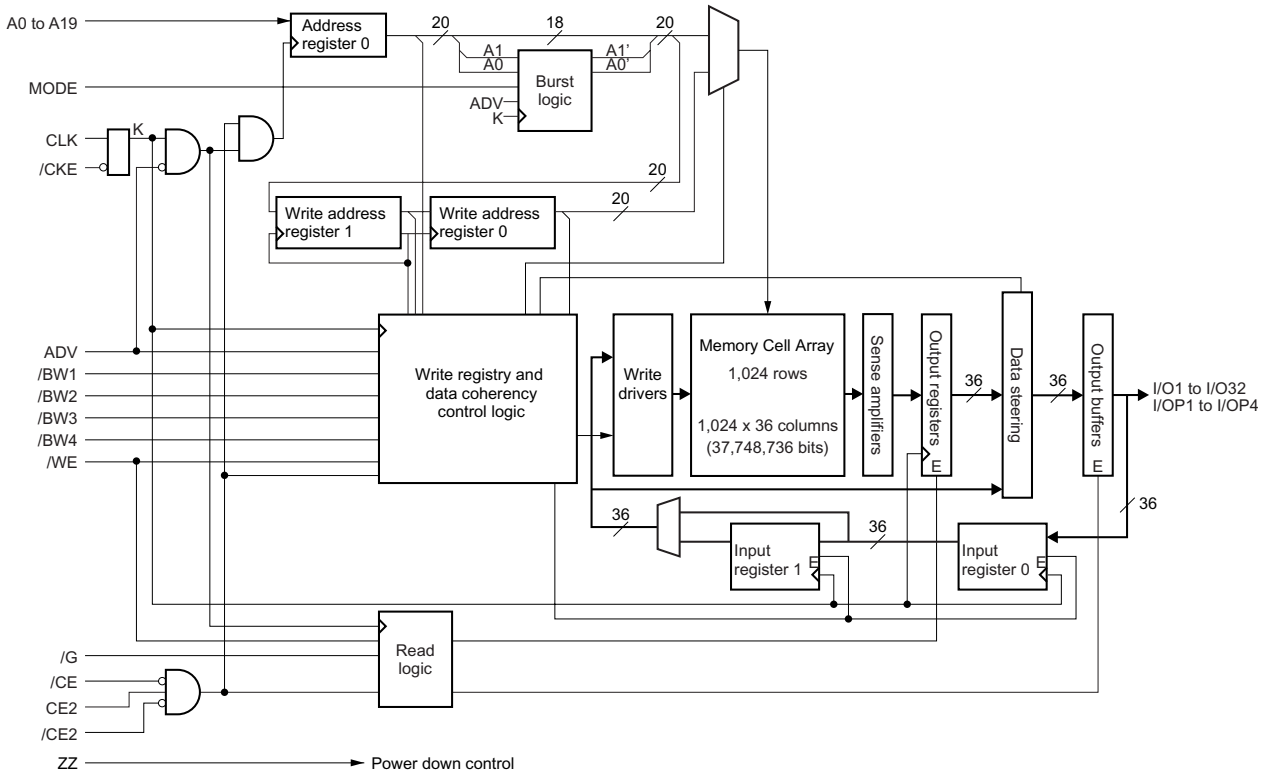 A0 to A19
Address
register 0
20
18
20
A1
A0
A1’
A0’
MODE
Burst
logic
ADV
K
CLK
K
/CKE
20
20
Write address
register 1
Write address
register 0
ADV
/BW1
/BW2
/BW3
/BW4
/WE
Write registry and
data coherency
control logic
Write
drivers
Memory Cell Array
1,024 rows
1,024 x 36 columns
(37,748,736 bits)
Sense amplifiers
Output registers
E
36
Data steering
36
Output buffers
E
I/O1 to I/O32
I/OP1 to I/OP4
36
36
36
Input
register 1
E
Input
register 0
E
/G
/CE
CE2
/CE2
Read
logic
ZZ
Power down control